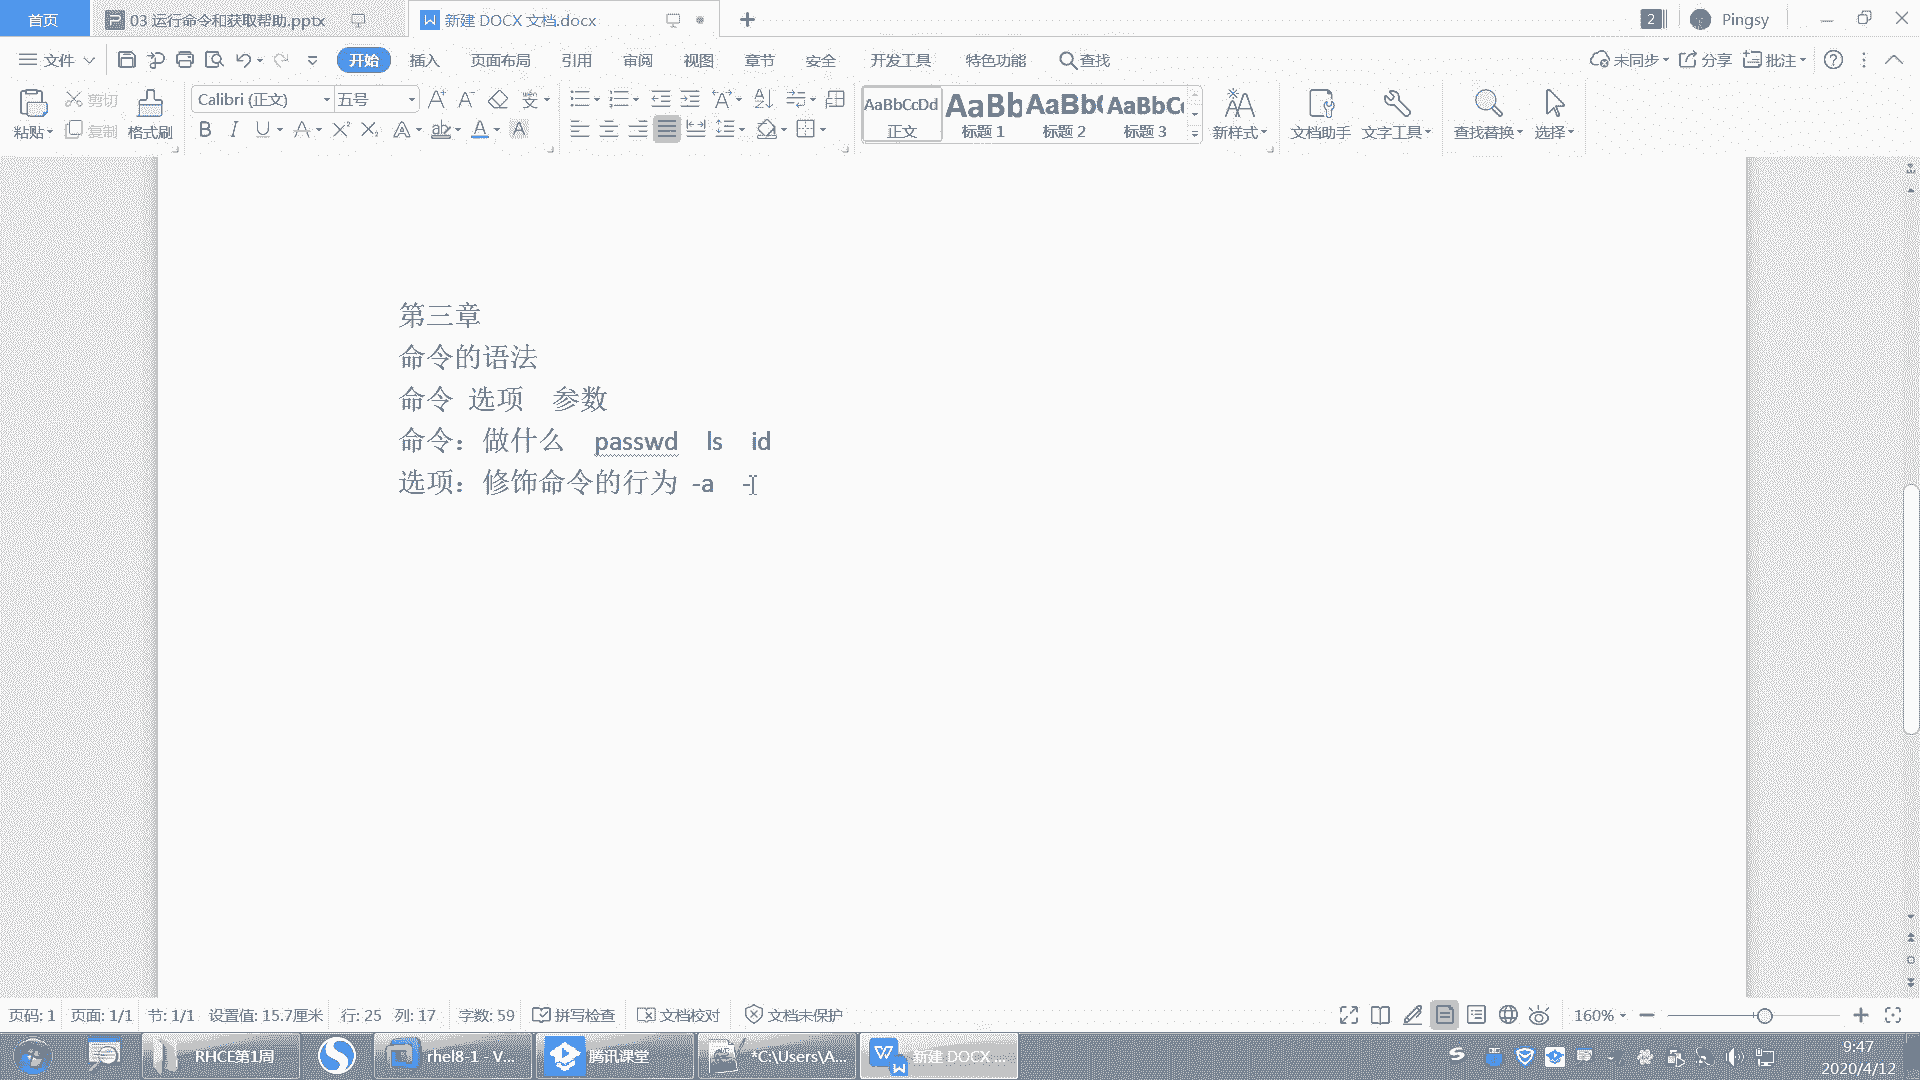 首页 03 运行命令和获取帮助.pptx 新建 DOCX 文档.docx 2 Pingsy
文件 开始 插入 页面布局 引用 审阅 视图 章节 安全 开发工具 特色功能 查找 未同步 分享 批注
粘贴 剪切 复制 格式刷 Calibri (正文) 五号
AaBbCcDd AaBb AaBb( AaBbC
正文 标题 1 标题 2 标题 3 新样式 文档助手 文字工具 查找替换 选择
第三章
命令的语法
命令 选项 参数
命令：做什么 passwd ls id
选项：修饰命令的行为 -a -
页码: 1 页面: 1/1 节: 1/1 设置值: 15.7厘米 行: 25 列: 17 字数: 59 拼写检查 文档校对 文档未保护 160%
RHCE第1周 rhel8-1 - V... 腾讯课堂 *C:\Users\A... 新建 DOCX ... 9:47
2020/4/12